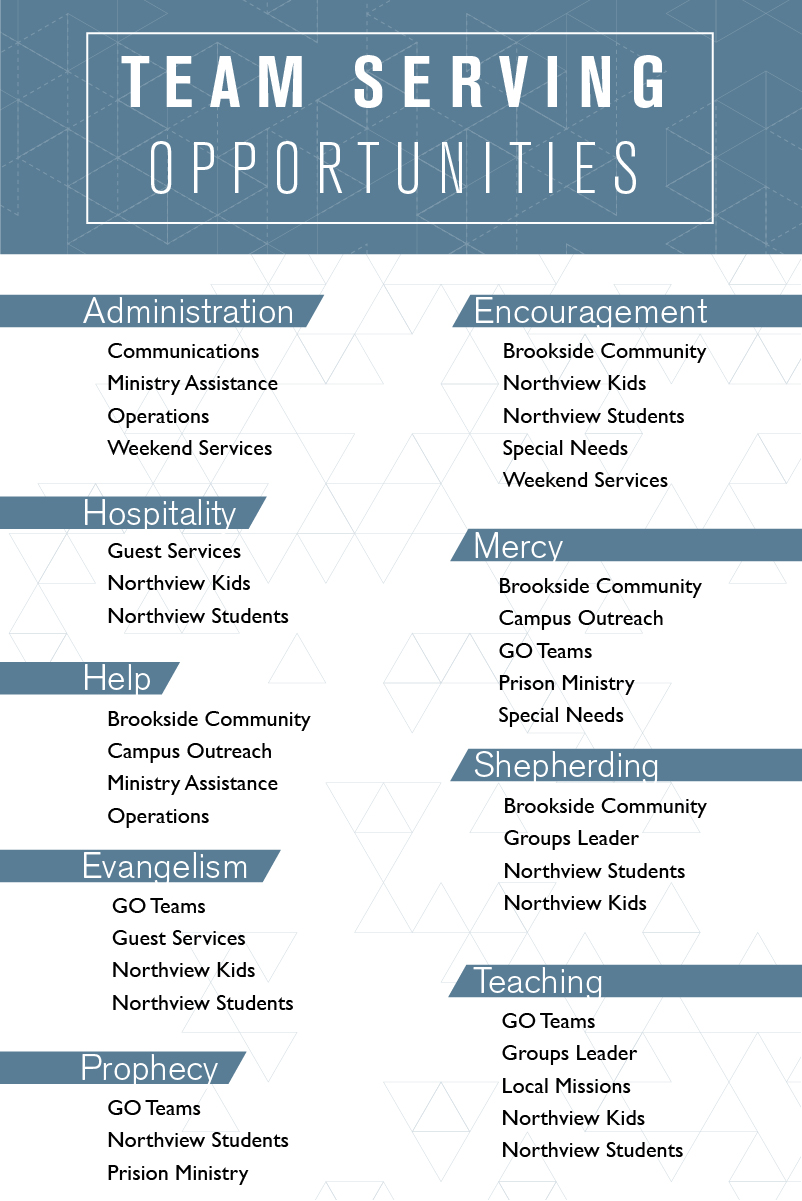 TEAM SERVING
OPPORTUNITIES
Administration
Communications
Ministry Assistance
Operations
Weekend Services
Hospitality
Guest Services
Northview Kids
Northview Students
Help
Brookside Community
Campus Outreach
Ministry Assistance
Operations
Evangelism
GO Teams
Guest Services
Northview Kids
Northview Students
Prophecy
GO Teams
Northview Students
Prision Ministry
Encouragement
Brookside Community
Northview Kids
Northview Students
Special Needs
Weekend Services
Mercy
Brookside Community
Campus Outreach
GO Teams
Prison Ministry
Special Needs
Shepherding
Brookside Community
Groups Leader
Northview Students
Northview Kids
Teaching
GO Teams
Groups Leader
Local Missions
Northview Kids
Northview Students